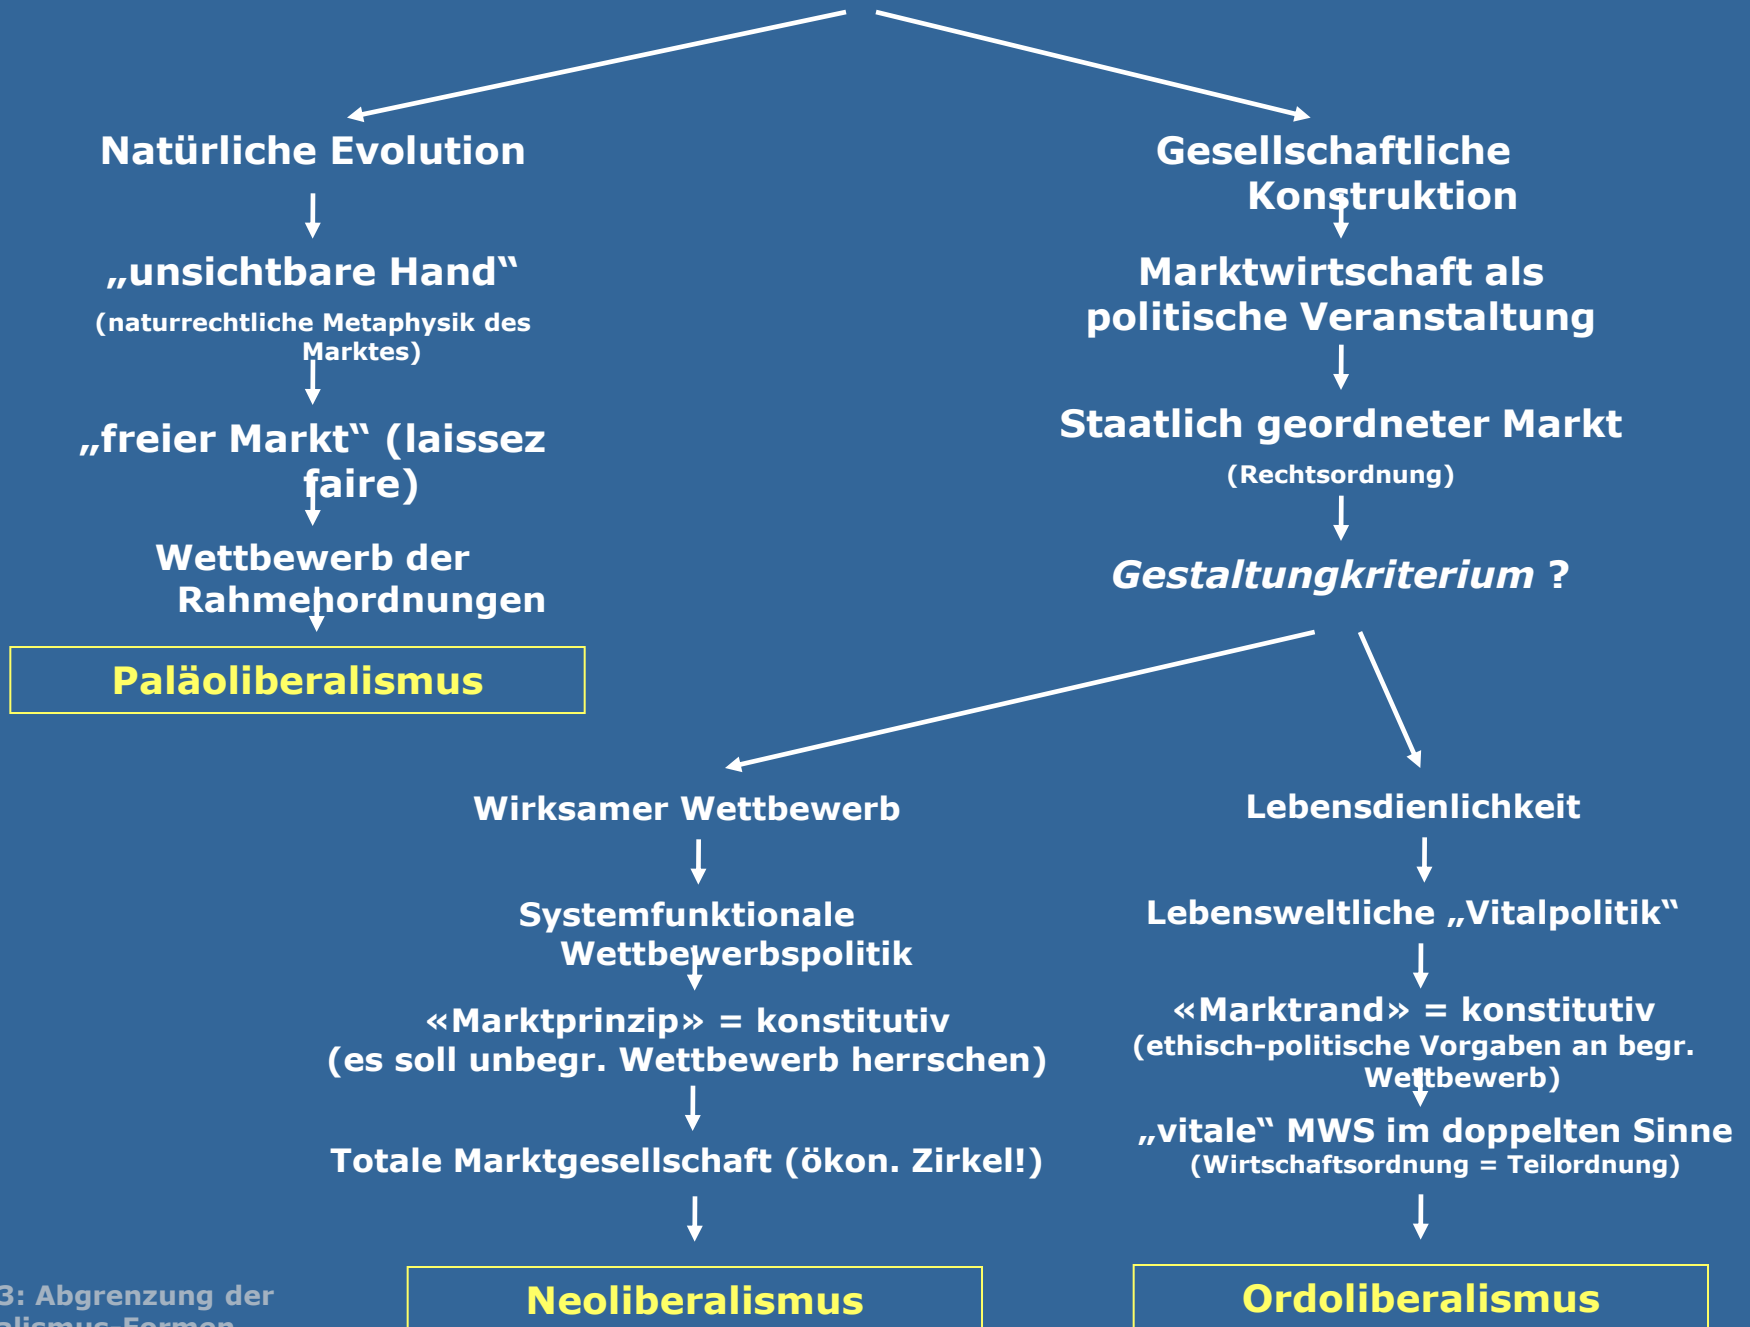 Natürliche Evolution
„unsichtbare Hand“
(naturrechtliche Metaphysik des
Marktes)
„freier Markt“ (laissez
faire)
Wettbewerb der
Rahmenordnungen
Paläoliberalismus
Gesellschaftliche
Konstruktion
Marktwirtschaft als
politische Veranstaltung
Staatlich geordneter Markt
(Rechtsordnung)
Gestaltungkriterium ?
Wirksamer Wettbewerb
Systemfunktionale
Wettbewerbspolitik
«Marktprinzip» = konstitutiv
(es soll unbegr. Wettbewerb herrschen)
Totale Marktgesellschaft (ökon. Zirkel!)
Neoliberalismus
Lebensdienlichkeit
Lebensweltliche „Vitalpolitik“
«Marktrand» = konstitutiv
(ethisch-politische Vorgaben an begr.
Wettbewerb)
„vitale“ MWS im doppelten Sinne
(Wirtschaftsordnung = Teilordnung)
Ordoliberalismus
3: Abgrenzung der